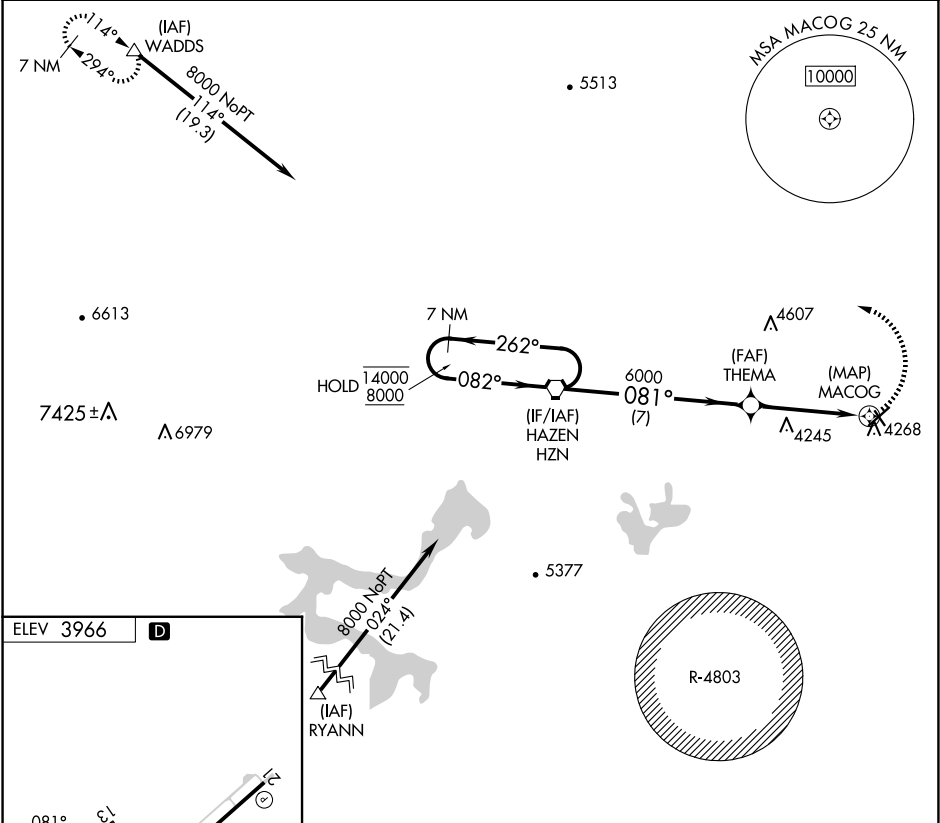 (IAF)
WADDS
114°
294°
7 NM
8000 NoPT
114°
(19.3)
5513
MSA MACOG 25 NM
10000
6613
7 NM
262°
HOLD 14000
8000
082°
(IF/IAF)
HAZEN
HZN
6000
081°
(7)
4607
(FAF)
THEMA
(MAP)
MACOG
4245
4268
7425±
6979
5377
8000 NoPT
024°
(21.4)
(IAF)
RYANN
R-4803
ELEV 3966
D
21
P
081°
13